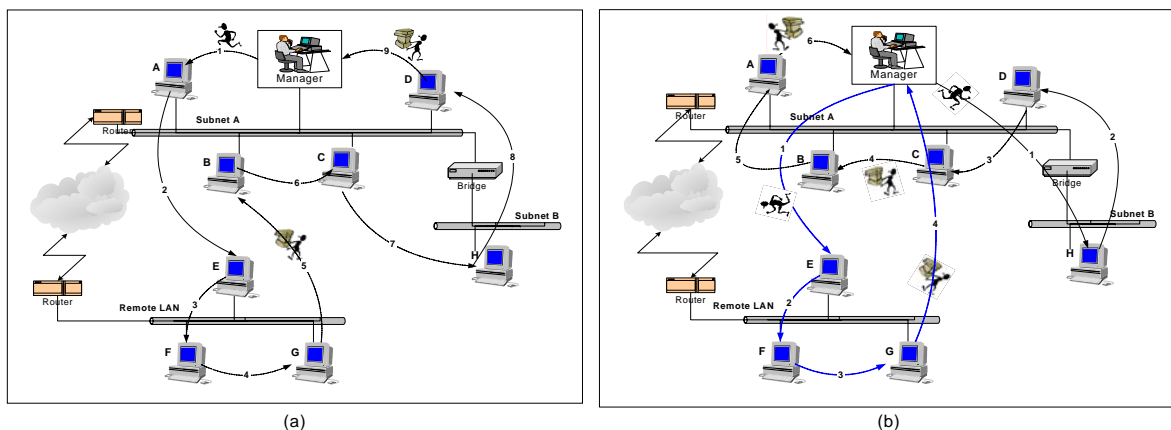 1
9
A
Manager
D
Router
Subnet A
B
C
8
2
6
Bridge
Subnet B
7
H
5
E
Router
3
Remote LAN
F
4
G
(a)
6
A
Manager
D
Router
Subnet A
1
2
5
B
4
C
3
1
Bridge
Subnet B
4
H
E
Router
2
Remote LAN
F
3
G
(b)